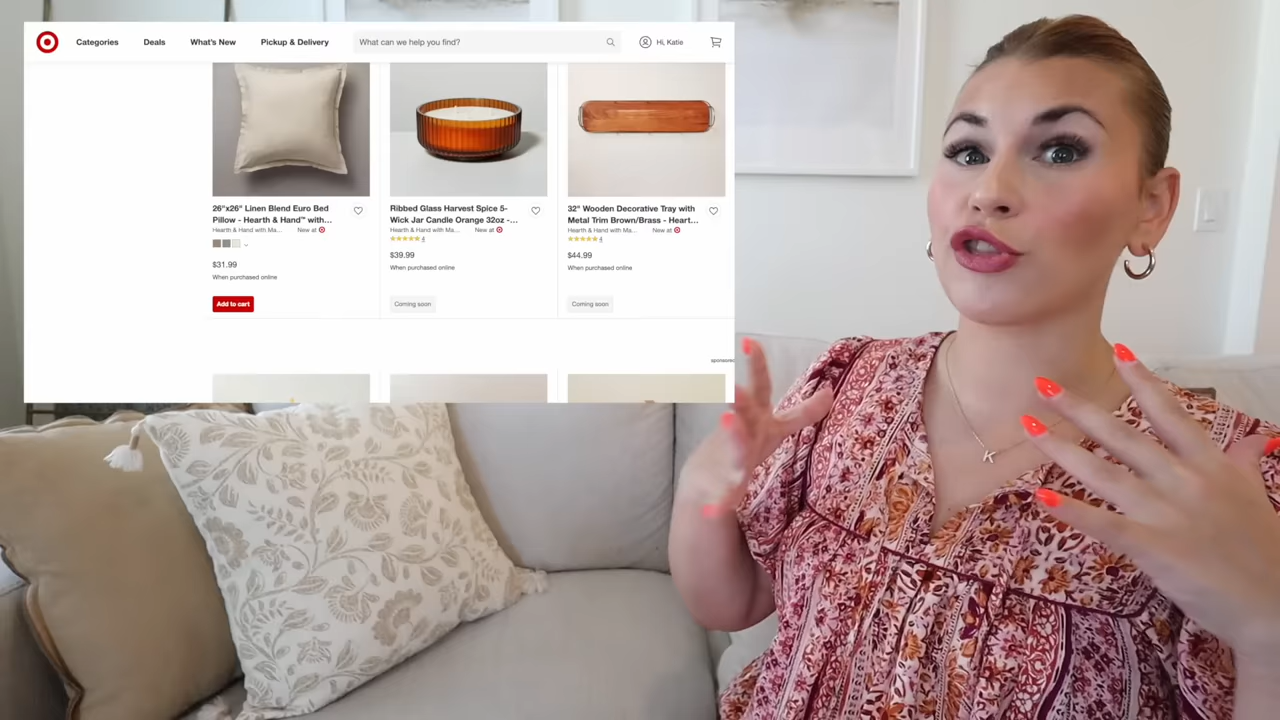 Categories
Deals
What's New
Pickup & Delivery
What can we help you find?
Hi, Katie
26"x26" Linen Blend Euro Bed
Pillow - Hearth & Hand™ with...
Hearth & Hand with Ma...
New at
$31.99
When purchased online
Add to cart
Ribbed Glass Harvest Spice 5-
Wick Jar Candle Orange 32oz -...
Hearth & Hand with Ma...
New at
4
$39.99
When purchased online
Coming soon
32" Wooden Decorative Tray with
Metal Trim Brown/Brass - Heart...
Hearth & Hand with Ma...
New at
4
$44.99
When purchased online
Coming soon
sponsored
K